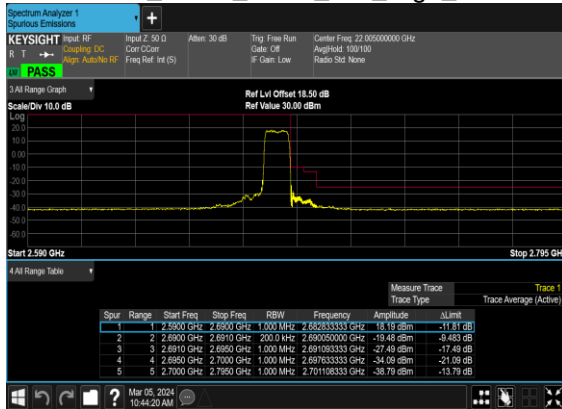 Spectrum Analyzer 1
Spurious Emissions
+
KEYSIGHT Input: RF Input Z: 50 Ω Atten: 30 dB Trig: Free Run Center Freq: 22.005000000 GHz
R T Coupling: DC Corr CCorr Gate: Off Avg|Hold: 100/100
Align: Auto/No RF Freq Ref: Int (S) IF Gain: Low Radio Std: None
PASS
3 All Range Graph
Ref Lvl Offset 18.50 dB
Scale/Div 10.0 dB Ref Value 30.00 dBm
Log
20.0
10.0
0.00
-10.0
-20.0
-30.0
-40.0
-50.0
-60.0
Start 2.590 GHz Stop 2.795 GHz
4 All Range Table
Measure Trace Trace 1
Trace Type Trace Average (Active)
Spur Range Start Freq Stop Freq RBW Frequency Amplitude ΔLimit
1 1 2.5900 GHz 2.6900 GHz 1.000 MHz 2.682833333 GHz 18.19 dBm -11.81 dB
2 2 2.6900 GHz 2.6910 GHz 200.0 kHz 2.690050000 GHz -19.48 dBm -9.483 dB
3 3 2.6910 GHz 2.6950 GHz 1.000 MHz 2.691093333 GHz -27.49 dBm -17.49 dB
4 4 2.6950 GHz 2.7000 GHz 1.000 MHz 2.697633333 GHz -34.09 dBm -21.09 dB
5 5 2.7000 GHz 2.7950 GHz 1.000 MHz 2.701108333 GHz -38.79 dBm -13.79 dB
?
Mar 05, 2024
10:44:20 AM